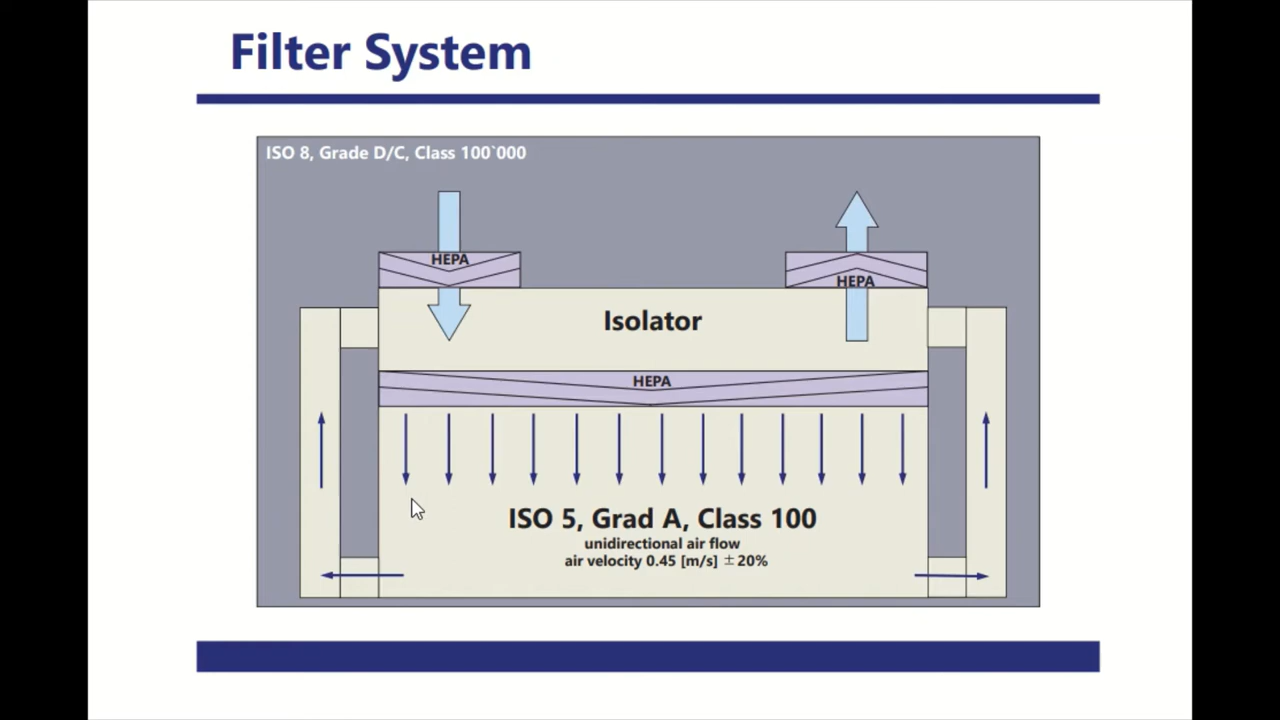 Filter System
ISO 8, Grade D/C, Class 100`000
HEPA
HEPA
Isolator
HEPA
ISO 5, Grad A, Class 100
unidirectional air flow
air velocity 0.45 [m/s] ±20%